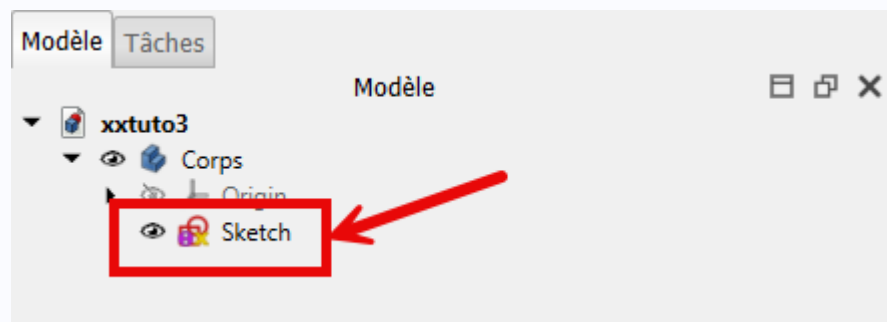 Modèle Tâches
Modèle
xxtuto3
Corps
Origin
Sketch